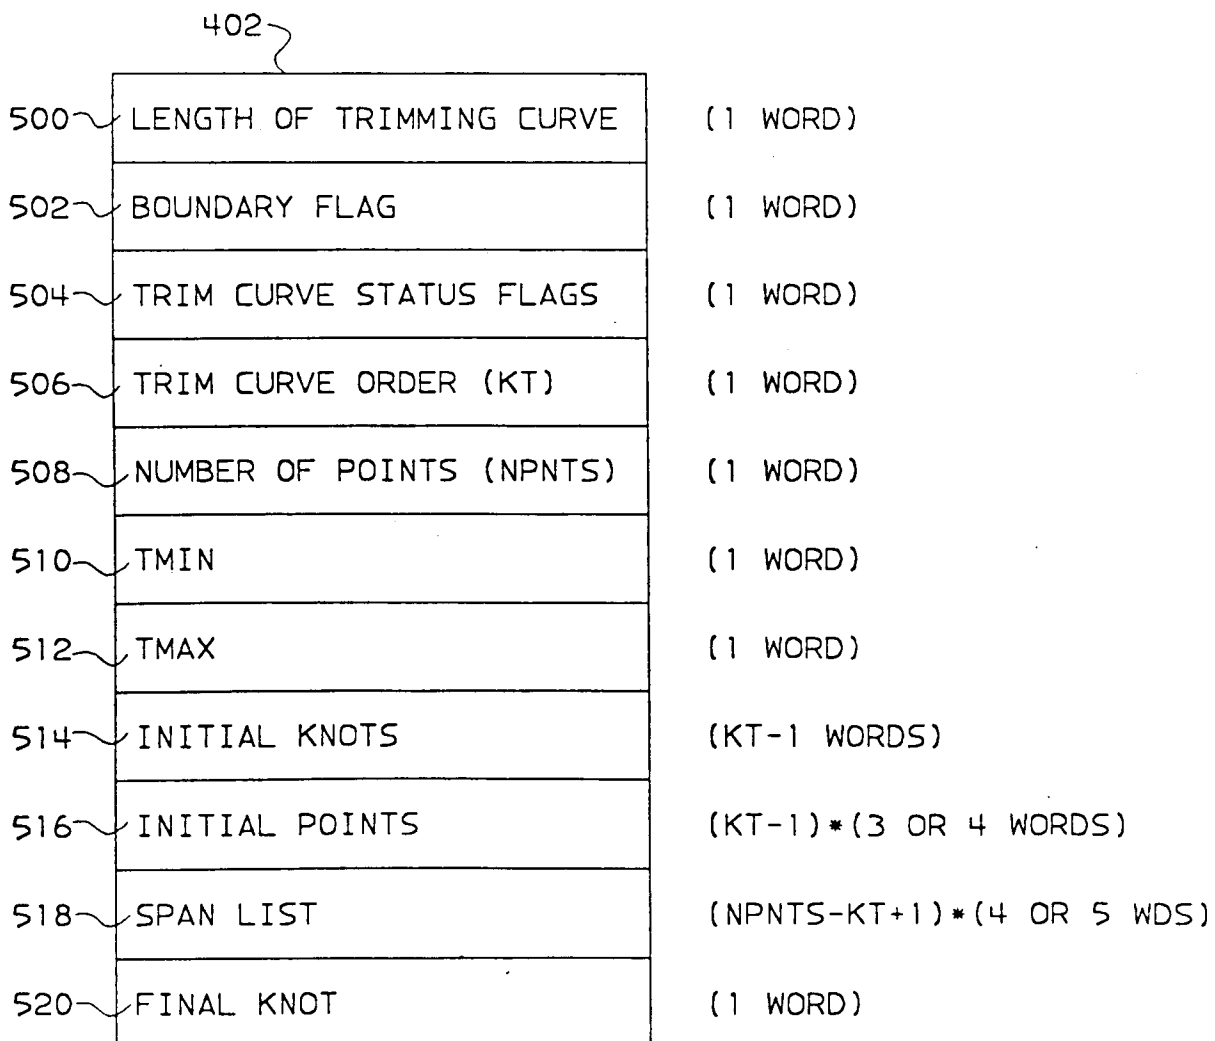 402
500 LENGTH OF TRIMMING CURVE (1 WORD)
502 BOUNDARY FLAG (1 WORD)
504 TRIM CURVE STATUS FLAGS (1 WORD)
506 TRIM CURVE ORDER (KT) (1 WORD)
508 NUMBER OF POINTS (NPNTS) (1 WORD)
510 TMIN (1 WORD)
512 TMAX (1 WORD)
514 INITIAL KNOTS (KT-1 WORDS)
516 INITIAL POINTS (KT-1)*(3 OR 4 WORDS)
518 SPAN LIST (NPNTS-KT+1)*(4 OR 5 WDS)
520 FINAL KNOT (1 WORD)